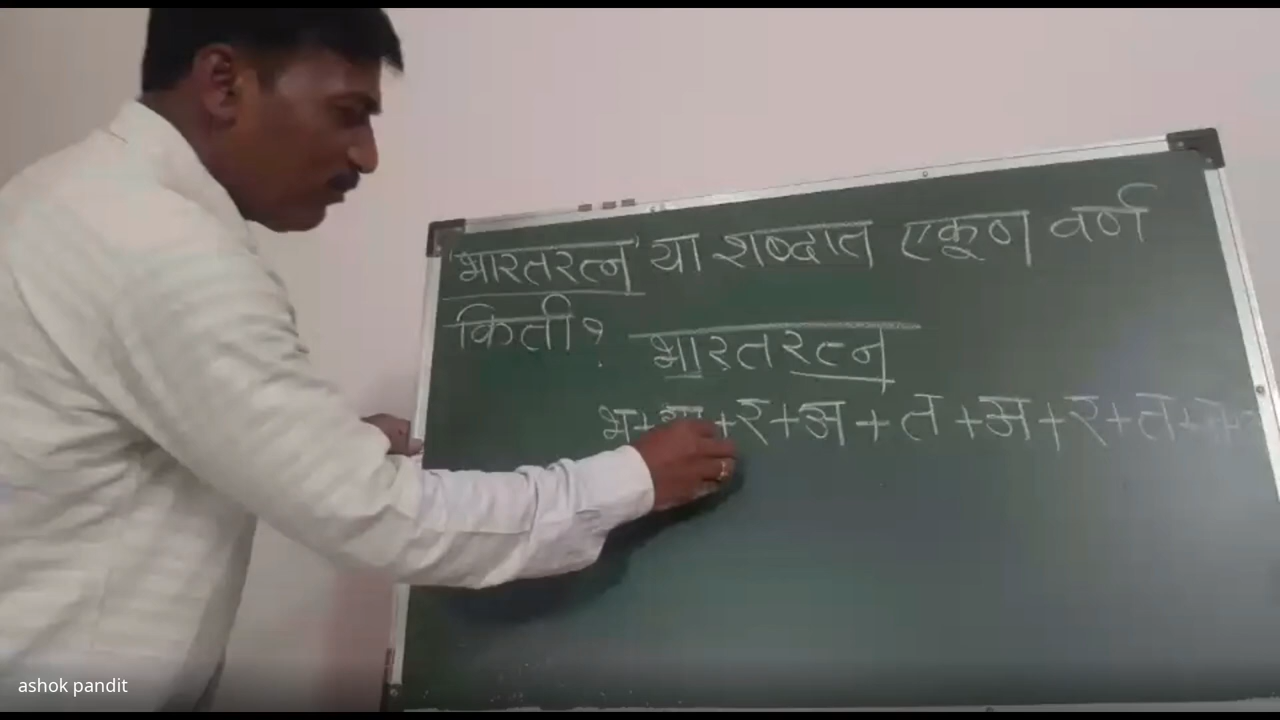 'भारतरत्न' या शब्दात एकूण वर्ण
किती?
भारतरत्न
भ+ +र+अ+त+अ+र+त+
ashok pandit